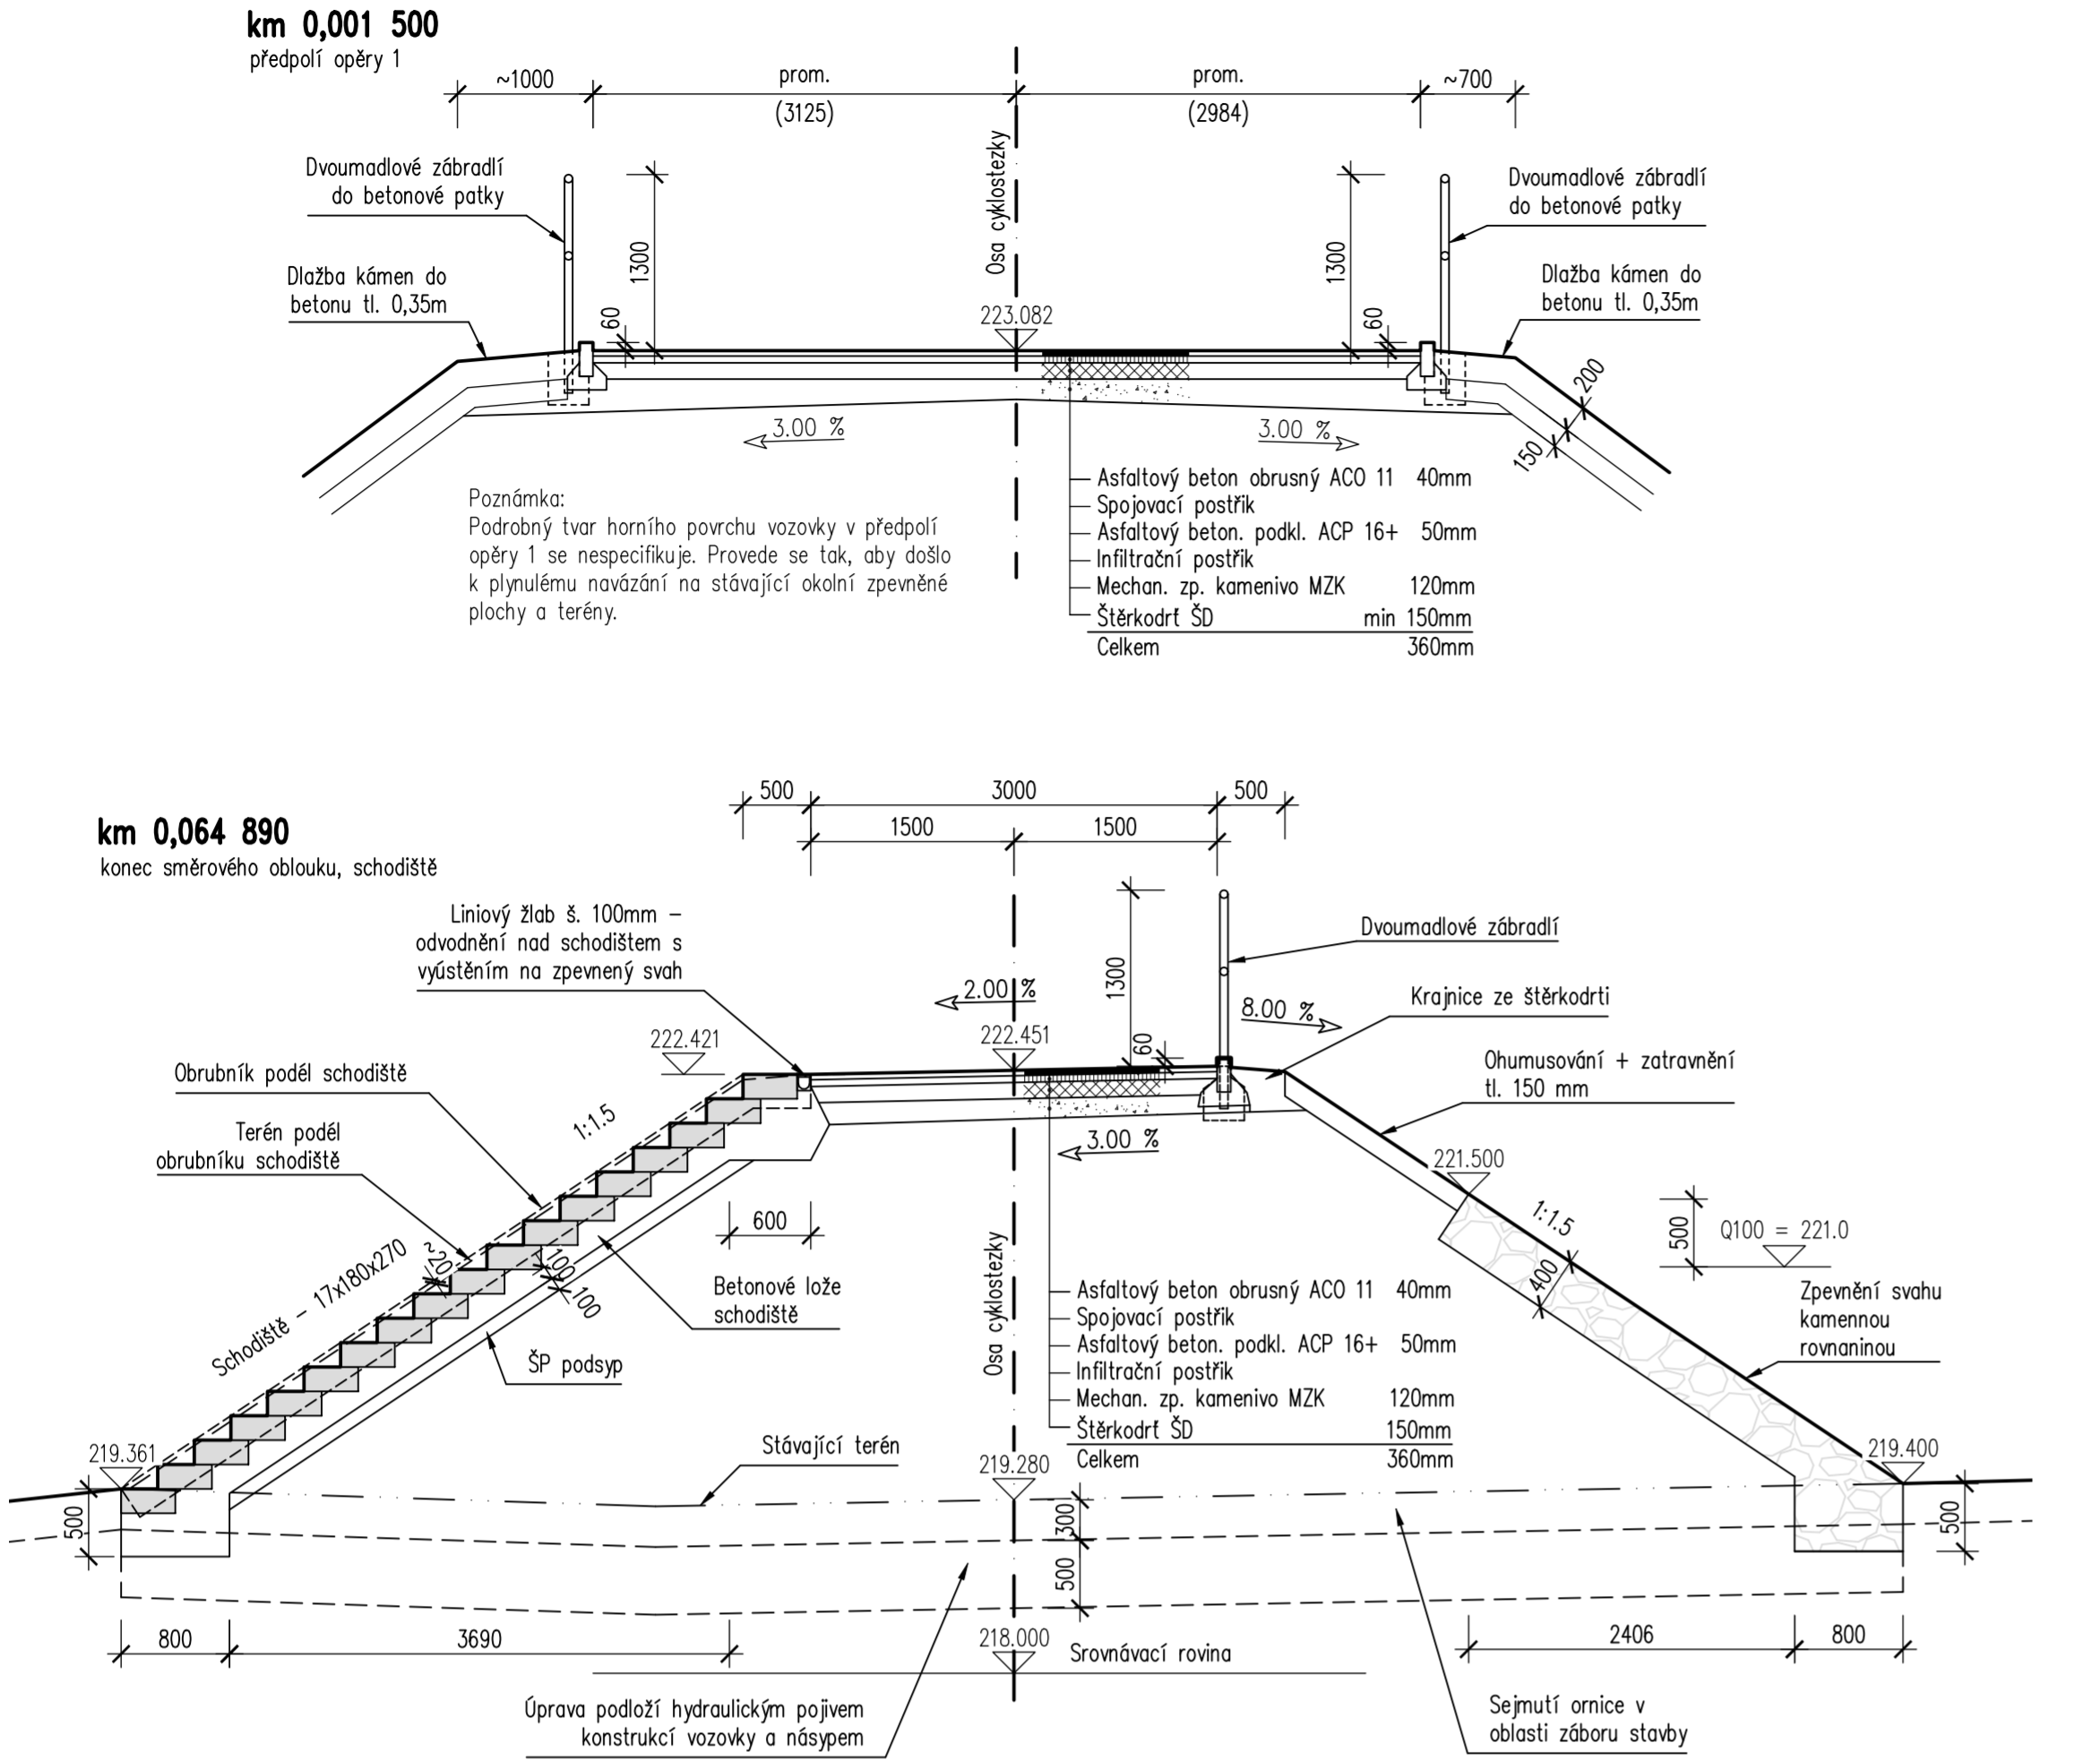 km 0,001 500
předpolí opěry 1
~1000
prom.
(3125)
prom.
(2984)
~700
Osa cyklostezky
Dvoumadlové zábradlí
do betonové patky
Dlažba kámen do
betonu tl. 0,35m
1300
60
223.082
1300
60
Dvoumadlové zábradlí
do betonové patky
Dlažba kámen do
betonu tl. 0,35m
200
150
3.00 %
3.00 %
Poznámka:
Podrobný tvar horního povrchu vozovky v předpolí
opěry 1 se nespecifikuje. Provede se tak, aby došlo
k plynulému navázání na stávající okolní zpevněné
plochy a terény.
Asfaltový beton obrusný ACO 11 40mm
Spojovací postřik
Asfaltový beton. podkl. ACP 16+ 50mm
Infiltrační postřik
Mechan. zp. kamenivo MZK 120mm
Štěrkodrť ŠD min 150mm
Celkem 360mm
km 0,064 890
konec směrového oblouku, schodiště
500
3000
500
1500
1500
Liniový žlab š. 100mm –
odvodnění nad schodištem s
vyústěním na zpevnený svah
2.00 %
1300
60
8.00 %
Dvoumadlové zábradlí
Krajnice ze štěrkodrti
222.421
222.451
Obrubník podél schodiště
Terén podél
obrubníku schodiště
1:1.5
3.00 %
Ohumusování + zatravnění
tl. 150 mm
221.500
1:1.5
500
Q100 = 221.0
400
Zpevnění svahu
kamennou
rovnaninou
Schodiště – 17x180x270
~20
100
100
600
Betonové lože
schodiště
ŠP podsyp
Osa cyklostezky
Asfaltový beton obrusný ACO 11 40mm
Spojovací postřik
Asfaltový beton. podkl. ACP 16+ 50mm
Infiltrační postřik
Mechan. zp. kamenivo MZK 120mm
Štěrkodrť ŠD 150mm
Celkem 360mm
219.361
Stávající terén
219.280
219.400
500
300
500
500
800
3690
218.000
Srovnávací rovina
2406
800
Úprava podloží hydraulickým pojivem
konstrukcí vozovky a násypem
Sejmutí ornice v
oblasti záboru stavby